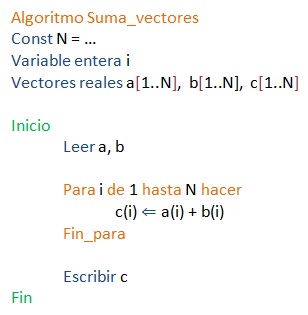 Algoritmo Suma_vectores
Const N = ...
Variable entera i
Vectores reales a[1..N], b[1..N], c[1..N]
Inicio
Leer a, b
Para i de 1 hasta N hacer
c(i) ⇐ a(i) + b(i)
Fin_para
Escribir c
Fin